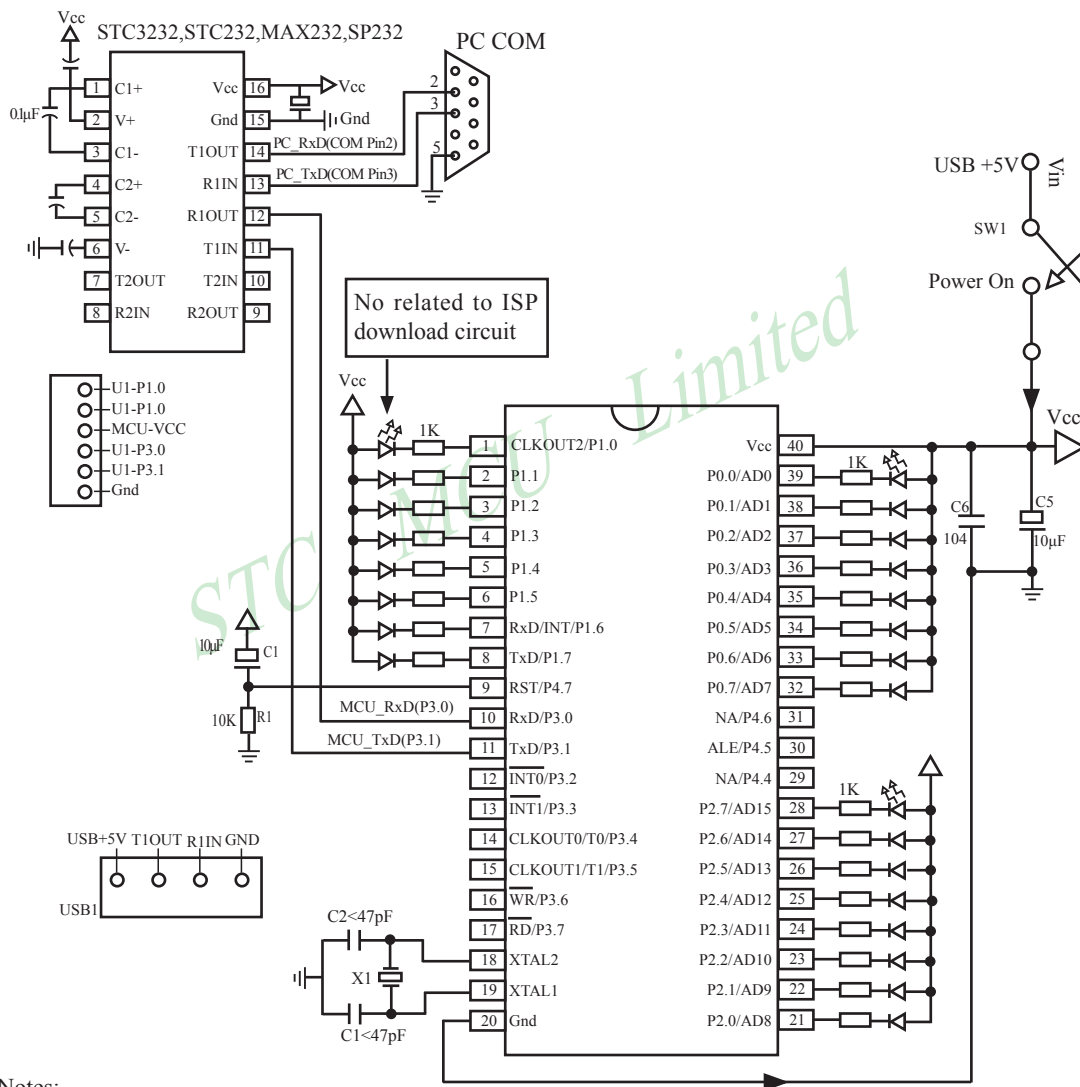 Vcc
STC3232,STC232,MAX232,SP232
PC COM
0.1µF
1 C1+
2 V+
3 C1-
4 C2+
5 C2-
6 V-
7 T2OUT
8 R2IN
Vcc 16
Gnd 15
T1OUT 14
R1IN 13
R1OUT 12
T1IN 11
T2IN 10
R2OUT 9
Vcc
Gnd
PC_RxD(COM Pin2)
PC_TxD(COM Pin3)
2
3
5
USB +5V
Vin
SW1
Power On
Vcc
No related to ISP
download circuit
U1-P1.0
U1-P1.0
MCU-VCC
U1-P3.0
U1-P3.1
Gnd
STC MCU Limited
Vcc
1K
1 CLKOUT2/P1.0
2 P1.1
3 P1.2
4 P1.3
5 P1.4
6 P1.5
7 RxD/INT/P1.6
8 TxD/P1.7
9 RST/P4.7
10 RxD/P3.0
11 TxD/P3.1
12 INT0/P3.2
13 INT1/P3.3
14 CLKOUT0/T0/P3.4
15 CLKOUT1/T1/P3.5
16 WR/P3.6
17 RD/P3.7
18 XTAL2
19 XTAL1
20 Gnd
Vcc 40
P0.0/AD0 39
P0.1/AD1 38
P0.2/AD2 37
P0.3/AD3 36
P0.4/AD4 35
P0.5/AD5 34
P0.6/AD6 33
P0.7/AD7 32
NA/P4.6 31
ALE/P4.5 30
NA/P4.4 29
P2.7/AD15 28
P2.6/AD14 27
P2.5/AD13 26
P2.4/AD12 25
P2.3/AD11 24
P2.2/AD10 23
P2.1/AD9 22
P2.0/AD8 21
1K
1K
C6
104
C5
10µF
10µF
C1
10K
R1
MCU_RxD(P3.0)
MCU_TxD(P3.1)
USB+5V T1OUT R1IN GND
USB1
C2<47pF
X1
C1<47pF
Notes: